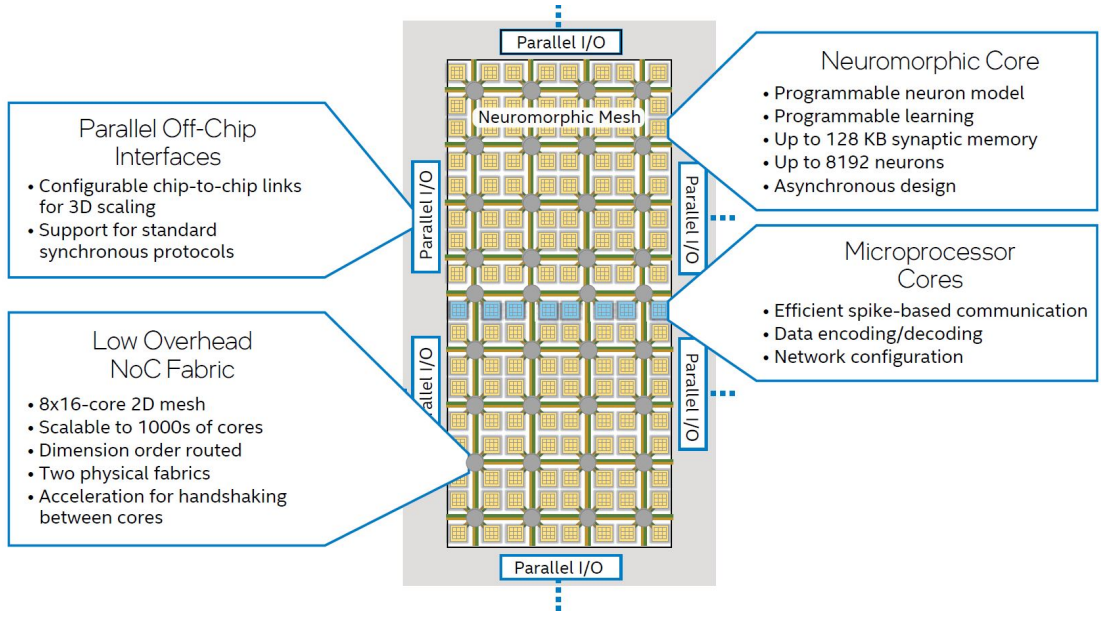 Parallel I/O
Neuromorphic Mesh
Parallel Off-Chip
Interfaces
• Configurable chip-to-chip links
for 3D scaling
• Support for standard
synchronous protocols
Low Overhead
NoC Fabric
• 8x16-core 2D mesh
• Scalable to 1000s of cores
• Dimension order routed
• Two physical fabrics
• Acceleration for handshaking
between cores
Parallel I/O
Parallel I/O
Parallel I/O
Parallel I/O
Neuromorphic Core
• Programmable neuron model
• Programmable learning
• Up to 128 KB synaptic memory
• Up to 8192 neurons
• Asynchronous design
Microprocessor
Cores
• Efficient spike-based communication
• Data encoding/decoding
• Network configuration
Parallel I/O